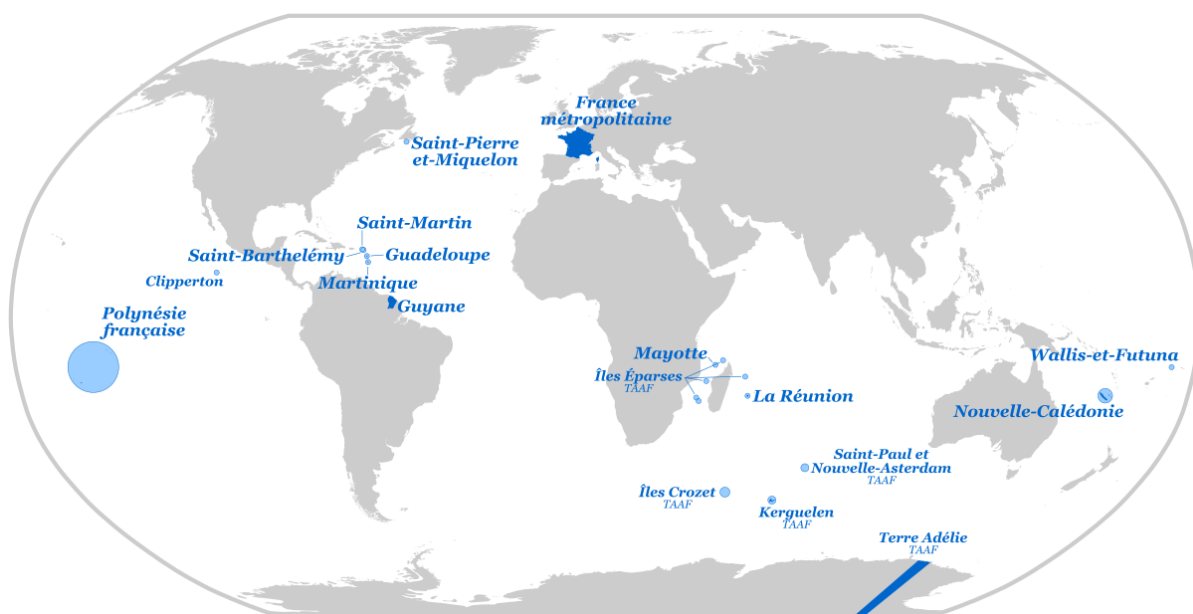 France
métropolitaine
Saint-Pierre
et-Miquelon
Saint-Martin
Saint-Barthelémy
Guadeloupe
Clipperton
Martinique
Guyane
Polynésie
française
Mayotte
Îles Éparses
TAAF
La Réunion
Wallis-et-Futuna
Nouvelle-Calédonie
Saint-Paul et
Nouvelle-Asterdam
TAAF
Îles Crozet
TAAF
Kerguelen
TAAF
Terre Adélie
TAAF